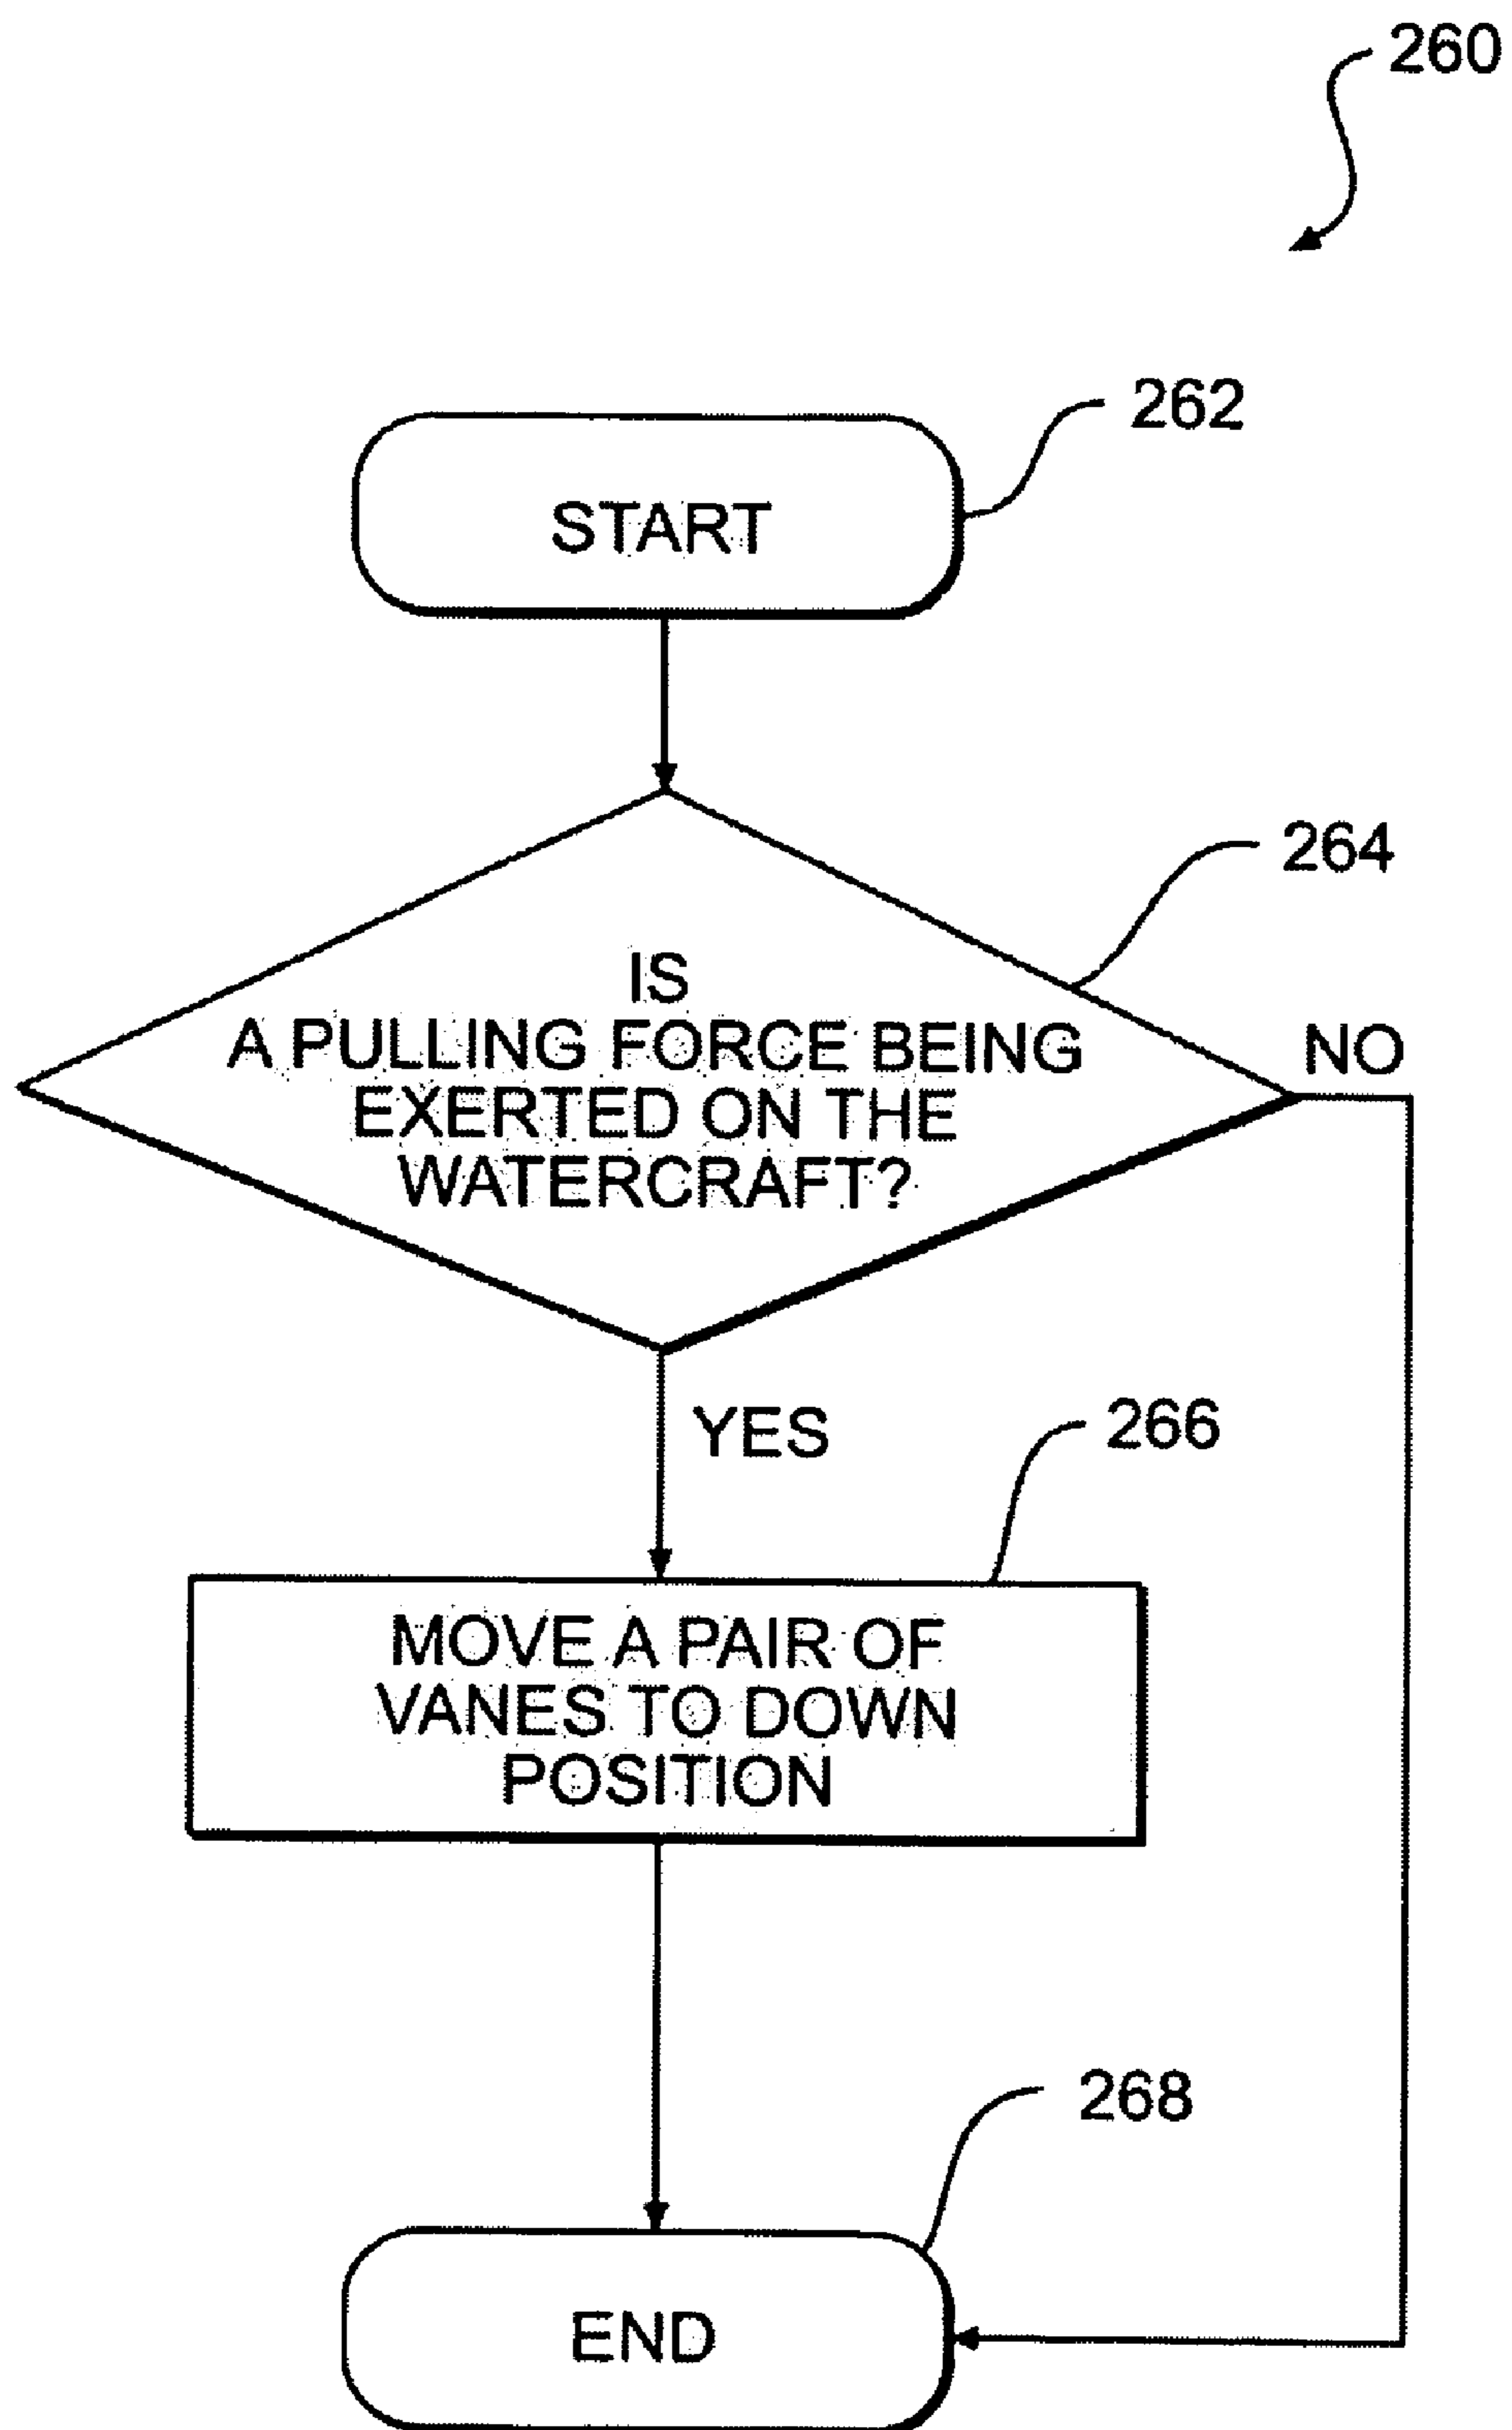 260
262
START
264
IS
A PULLING FORCE BEING
EXERTED ON THE
WATERCRAFT?
NO
YES
266
MOVE A PAIR OF
VANES TO DOWN
POSITION
268
END